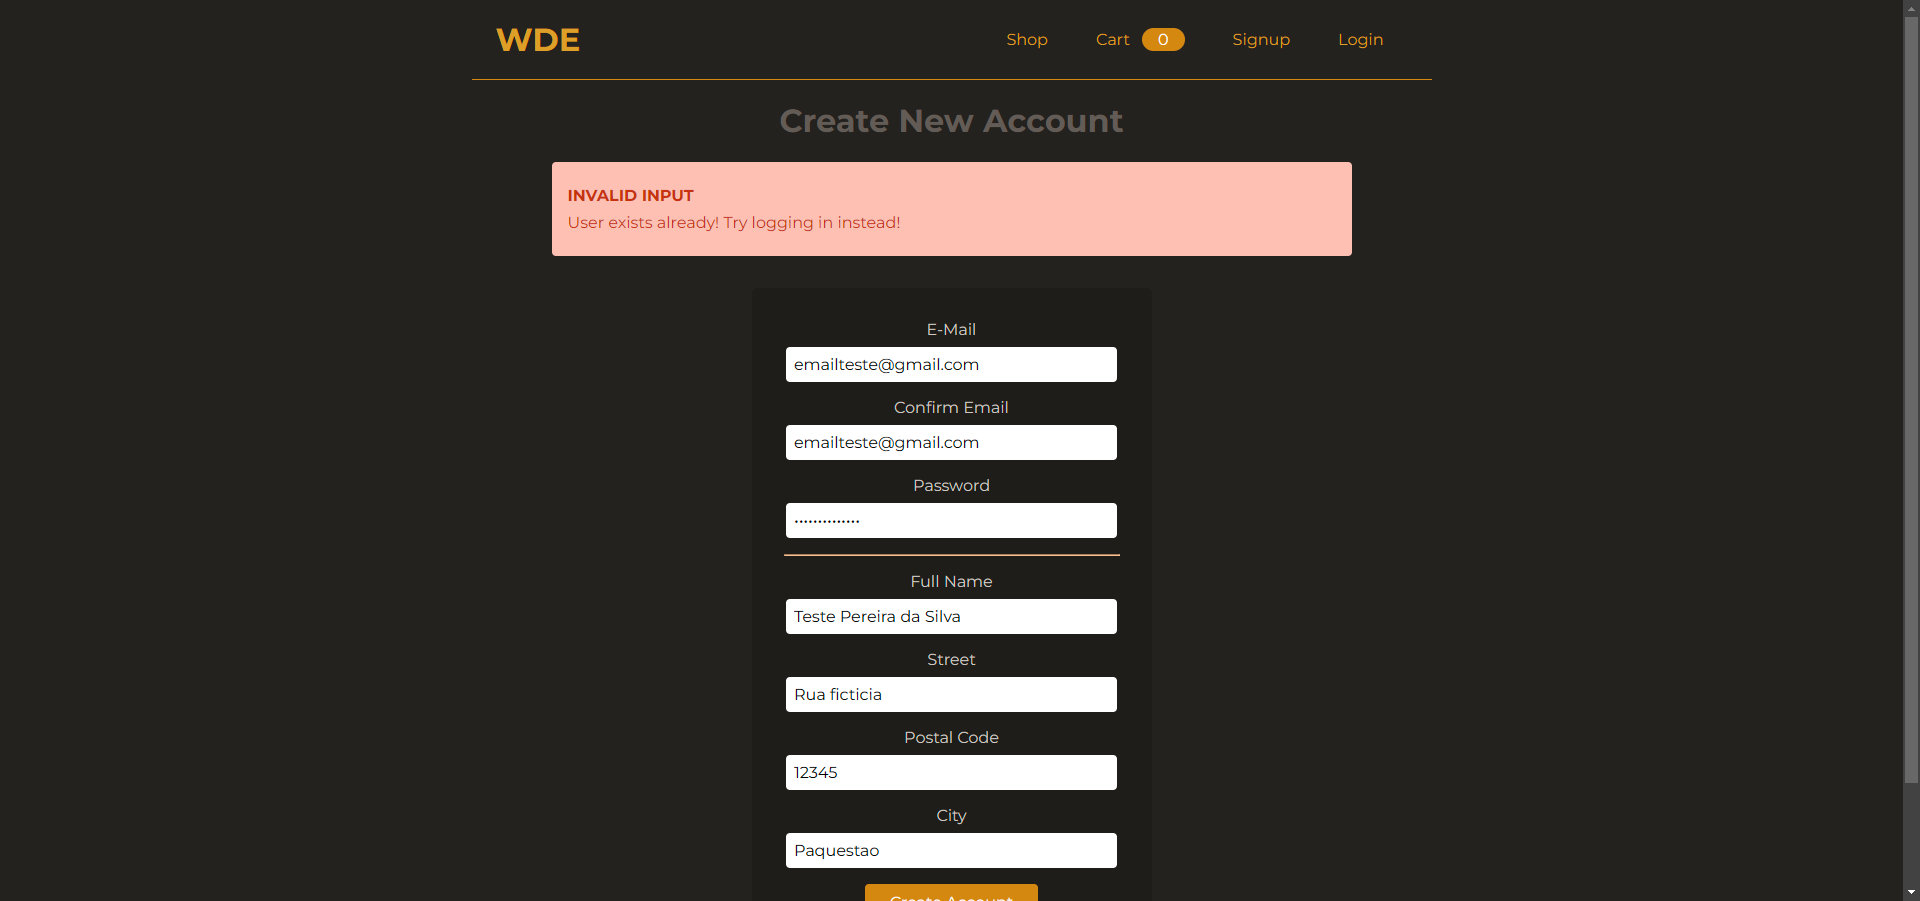 WDE
Shop Cart 0 Signup Login
Create New Account
INVALID INPUT
User exists already! Try logging in instead!
E-Mail
emailteste@gmail.com
Confirm Email
emailteste@gmail.com
Password
••••••••••••••
Full Name
Teste Pereira da Silva
Street
Rua ficticia
Postal Code
12345
City
Paquestao
Create Account